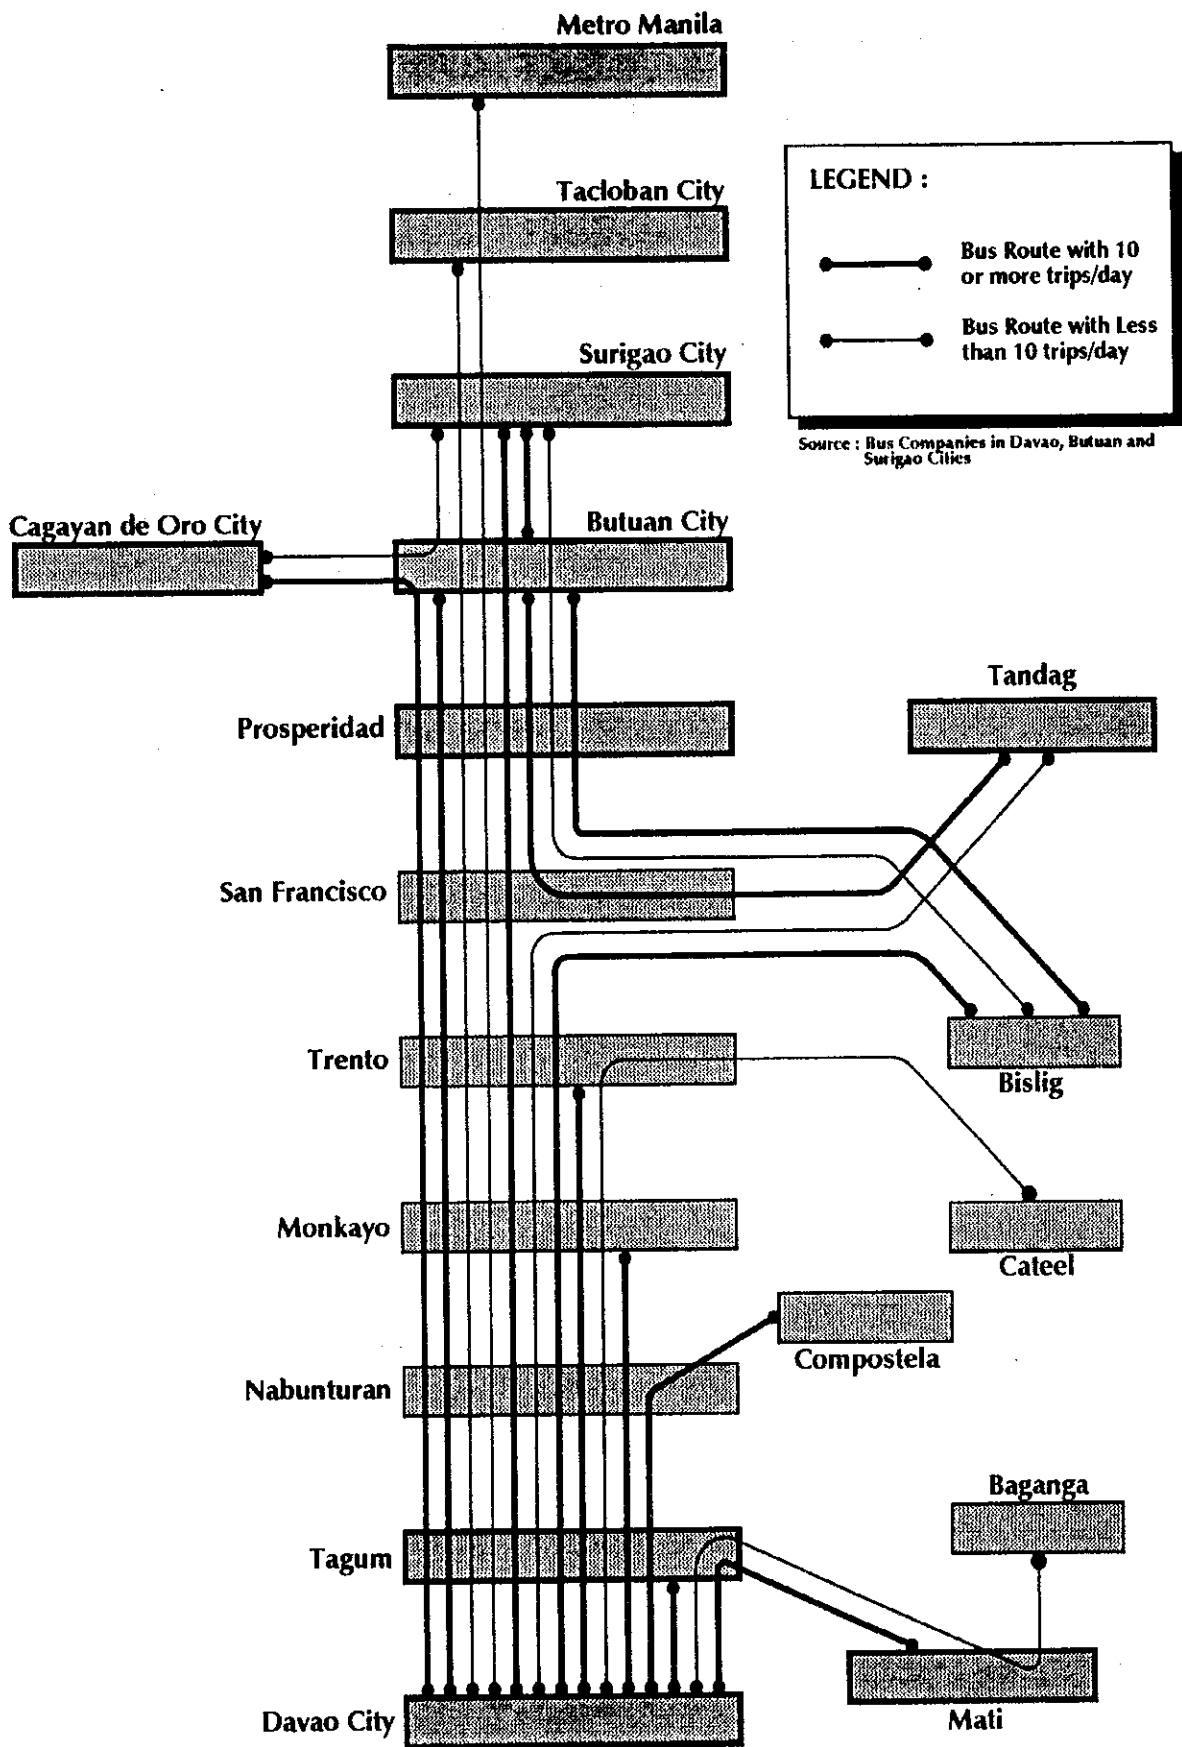 Metro Manila
Tacloban City
LEGEND :
Bus Route with 10
or more trips/day
Bus Route with Less
than 10 trips/day
Surigao City
Source : Bus Companies in Davao, Butuan and
Surigao Cities
Cagayan de Oro City
Butuan City
Tandag
Prosperidad
San Francisco
Trento
Bislig
Monkayo
Cateel
Compostela
Nabunturan
Baganga
Tagum
Davao City
Mati